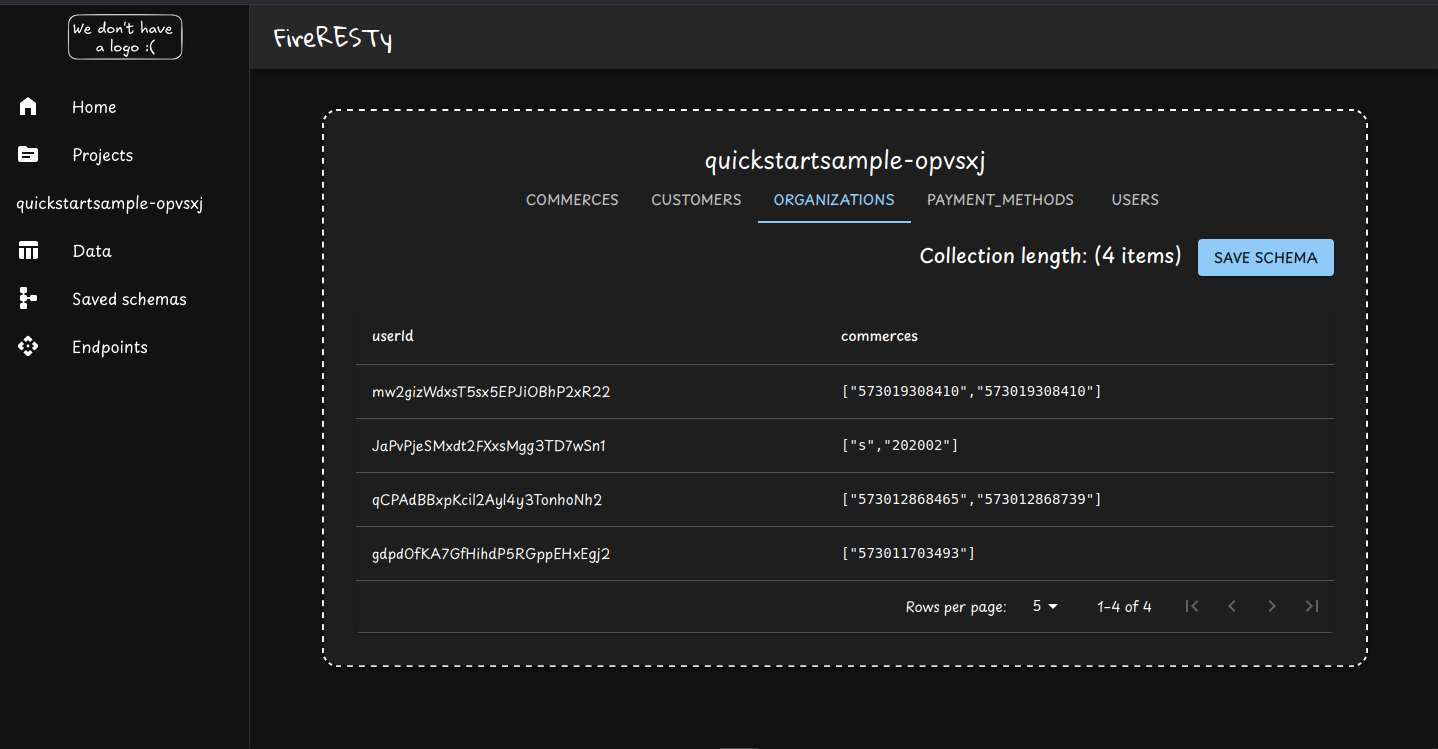 We don't have
a logo :(
FireRESTy
Home
Projects
quickstartsample-opvsxj
Data
Saved schemas
Endpoints
quickstartsample-opvsxj
COMMERCES CUSTOMERS ORGANIZATIONS PAYMENT_METHODS USERS
Collection length: (4 items) SAVE SCHEMA
userId commerces
mw2gizWdxsT5sx5EPJiOBhP2xR22 ["573019308410","573019308410"]
JaPvPjeSMxdt2FXxsMgg3TD7wSn1 ["s","202002"]
qCPAdBBxpKcil2Ayl4y3TonhoNh2 ["573012868465","573012868739"]
gdpdOfKA7GfHihdP5RGppEHxEgj2 ["573011703493"]
Rows per page: 5 1-4 of 4